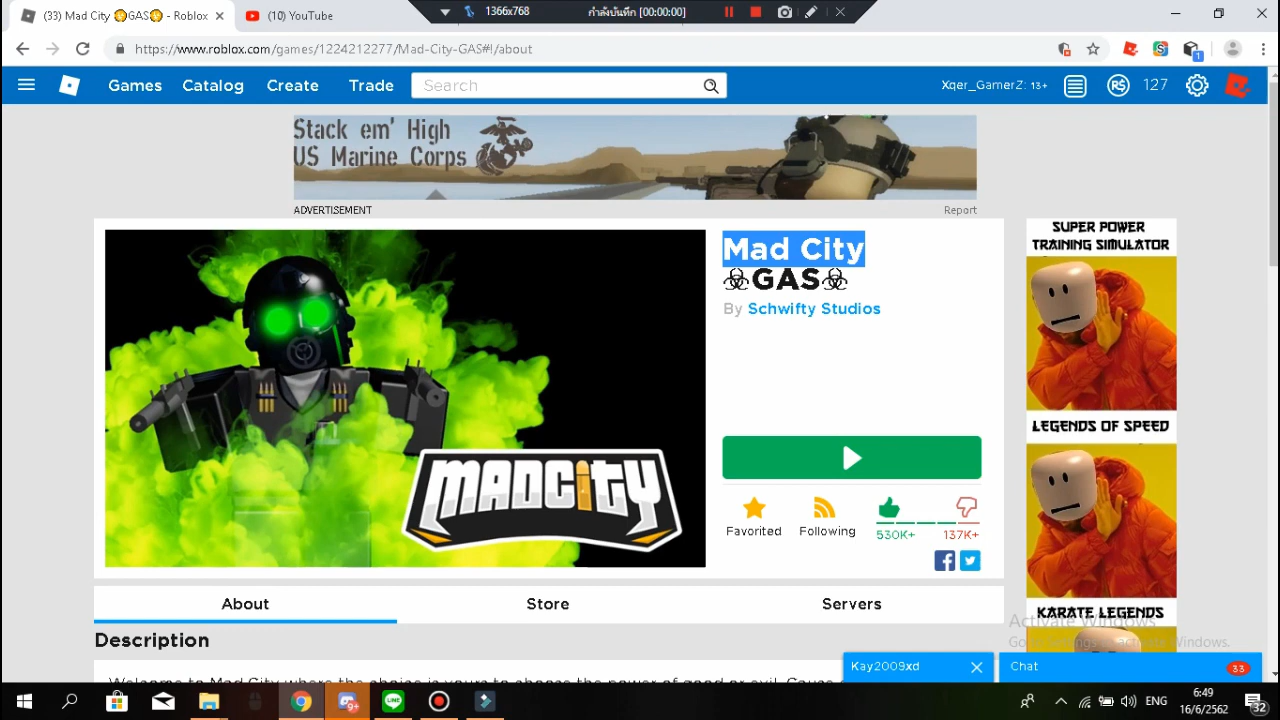 (33) Mad City ☣GAS☣ - Roblox
(10) YouTube
1366x768
กำลังบันทึก [00:00:00]
https://www.roblox.com/games/1224212277/Mad-City-GAS#!/about
1
Games
Catalog
Create
Trade
Search
Xqer_GamerZ: 13+
R$
127
Stack em' High
US Marine Corps
ADVERTISEMENT
Report
MADCITY
Mad City
☣GAS☣
By Schwifty Studios
Favorited
Following
530K+
137K+
SUPER POWER
TRAINING SIMULATOR
LEGENDS OF SPEED
KARATE LEGENDS
About
Store
Servers
Description
Activate Windows
Kay2009xd
Chat
33
LINE
9+
ENG
6:49
16/6/2562
32